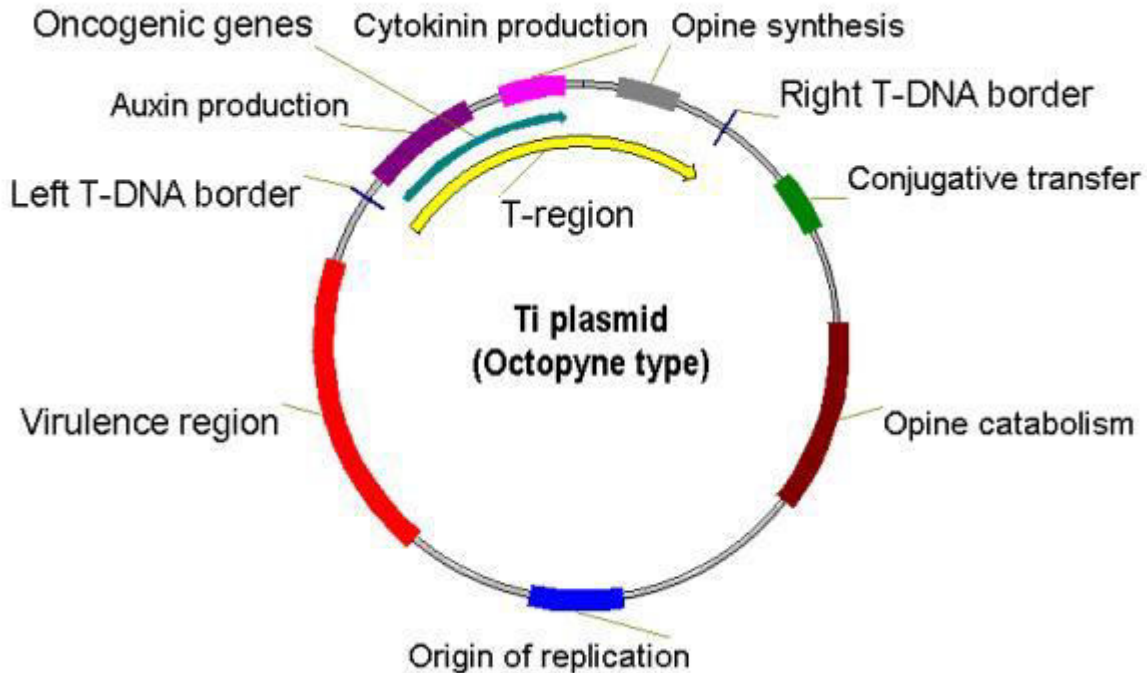 Oncogenic genes
Cytokinin production
Opine synthesis
Auxin production
Right T-DNA border
Left T-DNA border
Conjugative transfer
T-region
Ti plasmid
(Octopyne type)
Virulence region
Opine catabolism
Origin of replication